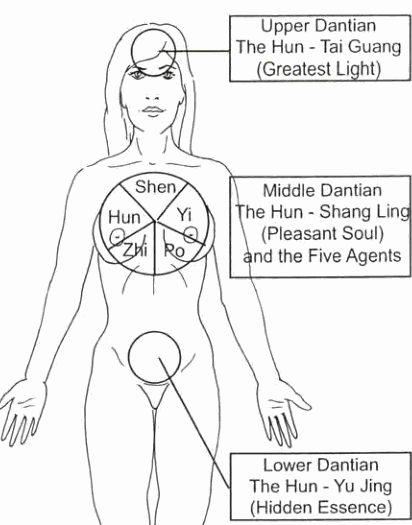 Upper Dantian
The Hun - Tai Guang
(Greatest Light)
Shen
Hun
Yi
Zhi
Po
Middle Dantian
The Hun - Shang Ling
(Pleasant Soul)
and the Five Agents
Lower Dantian
The Hun - Yu Jing
(Hidden Essence)